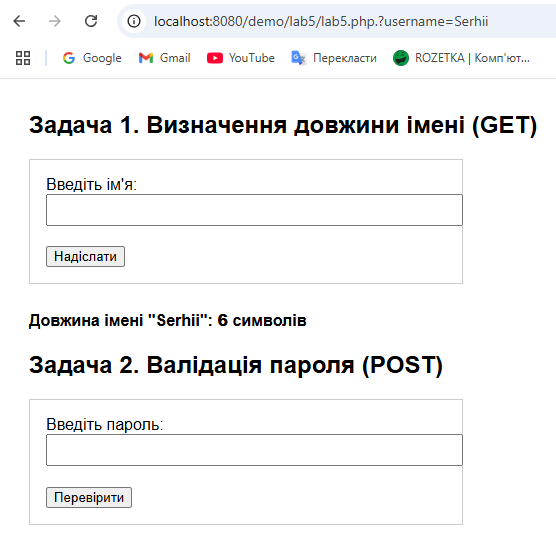 localhost:8080/demo/lab5/lab5.php.?username=Serhii
Google Gmail YouTube Перекласти ROZETKA | Комп'ют...
Задача 1. Визначення довжини імені (GET)
Введіть ім'я:
Надіслати
Довжина імені "Serhii": 6 символів
Задача 2. Валідація пароля (POST)
Введіть пароль:
Перевірити